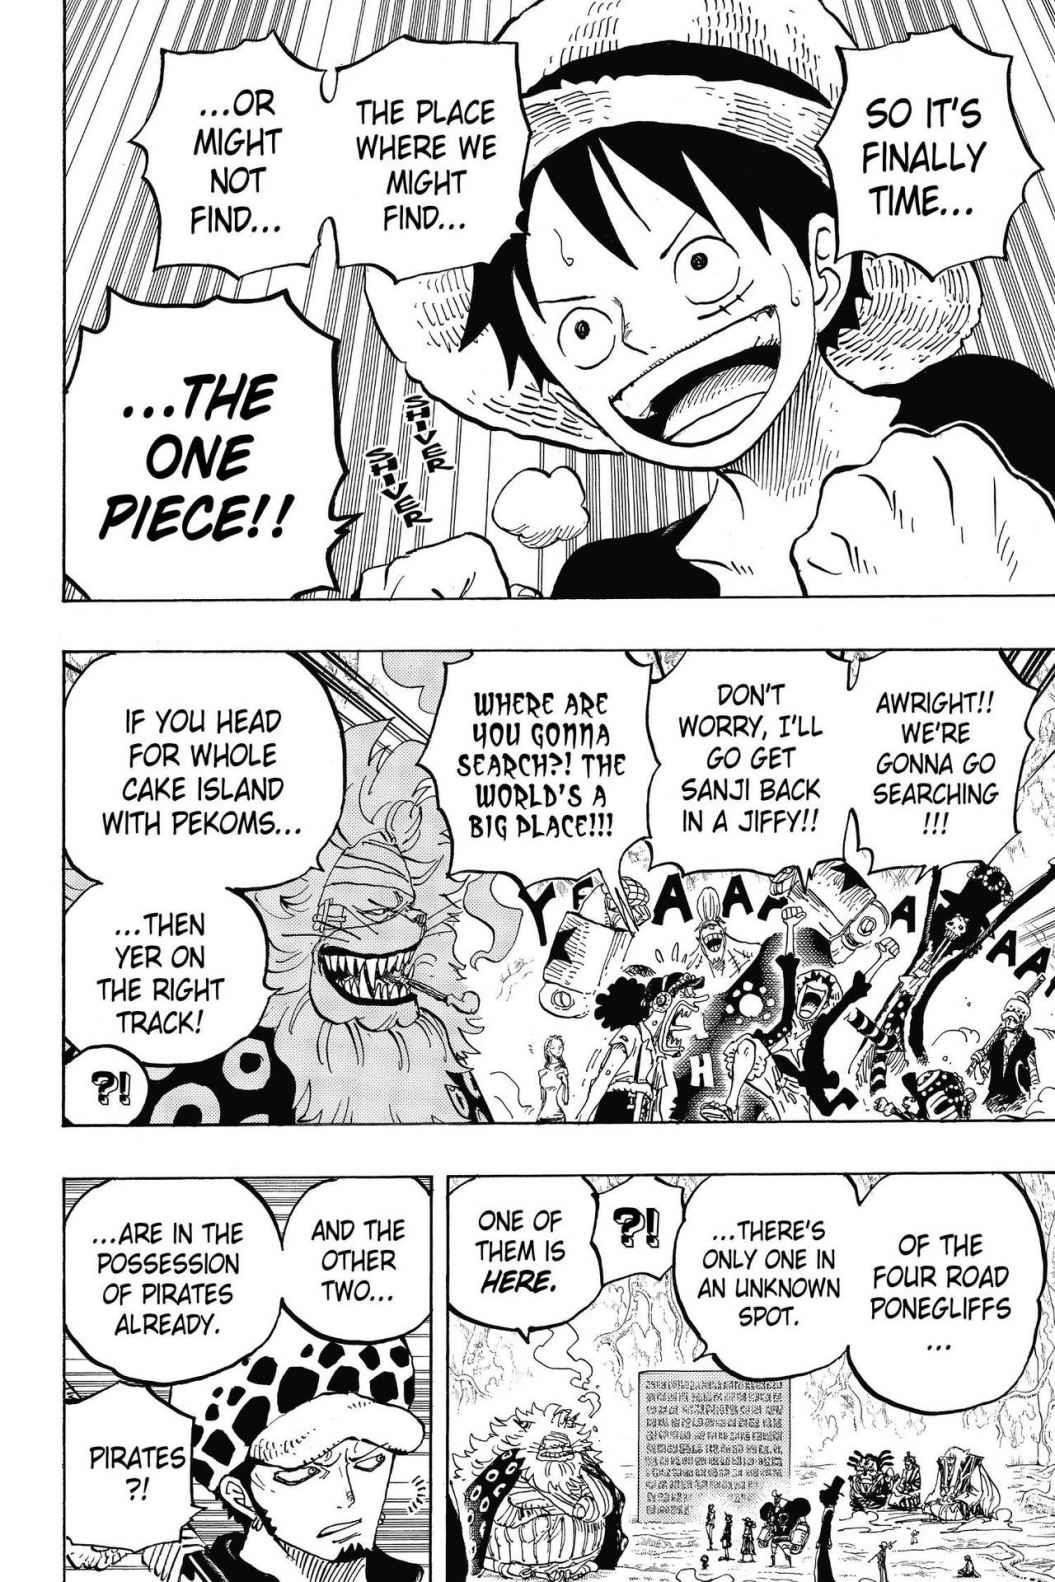 SO IT'S
FINALLY
TIME...
THE PLACE
WHERE WE
MIGHT
FIND...
...OR
MIGHT
NOT
FIND...
...THE
ONE
PIECE!!
SHIVER
SHIVER
AWRIGHT!!
WE'RE
GONNA GO
SEARCHING
!!!
DON'T
WORRY, I'LL
GO GET
SANJI BACK
IN A JIFFY!!
WHERE ARE
YOU GONNA
SEARCH?! THE
WORLD'S A
BIG PLACE!!!
YEAAAAAAH
IF YOU HEAD
FOR WHOLE
CAKE ISLAND
WITH PEKOMS...
...THEN
YER ON
THE RIGHT
TRACK!
?!
OF THE
FOUR ROAD
PONEGLIFFS
...
...THERE'S
ONLY ONE IN
AN UNKNOWN
SPOT.
?!
ONE OF
THEM IS
HERE.
AND THE
OTHER
TWO...
...ARE IN THE
POSSESSION
OF PIRATES
ALREADY.
PIRATES
?!